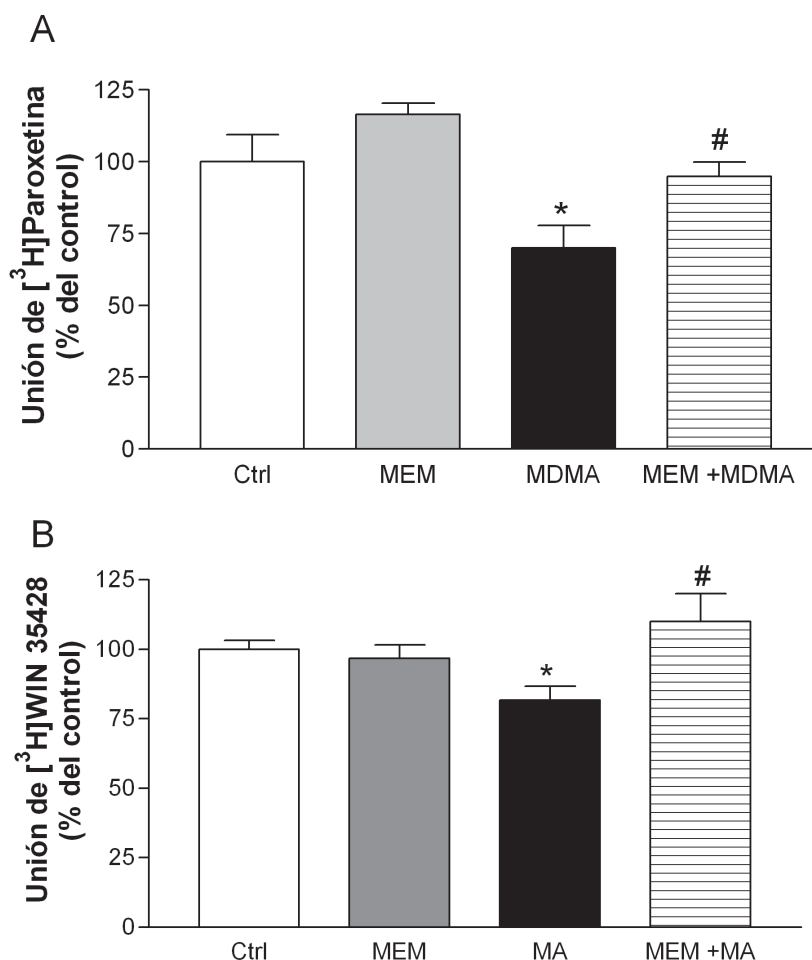 A
Unión de [³H]Paroxetina
(% del control)
125
100
75
50
25
0
*
#
Ctrl MEM MDMA MEM +MDMA
B
Unión de [³H]WIN 35428
(% del control)
125
100
75
50
25
0
*
#
Ctrl MEM MA MEM +MA